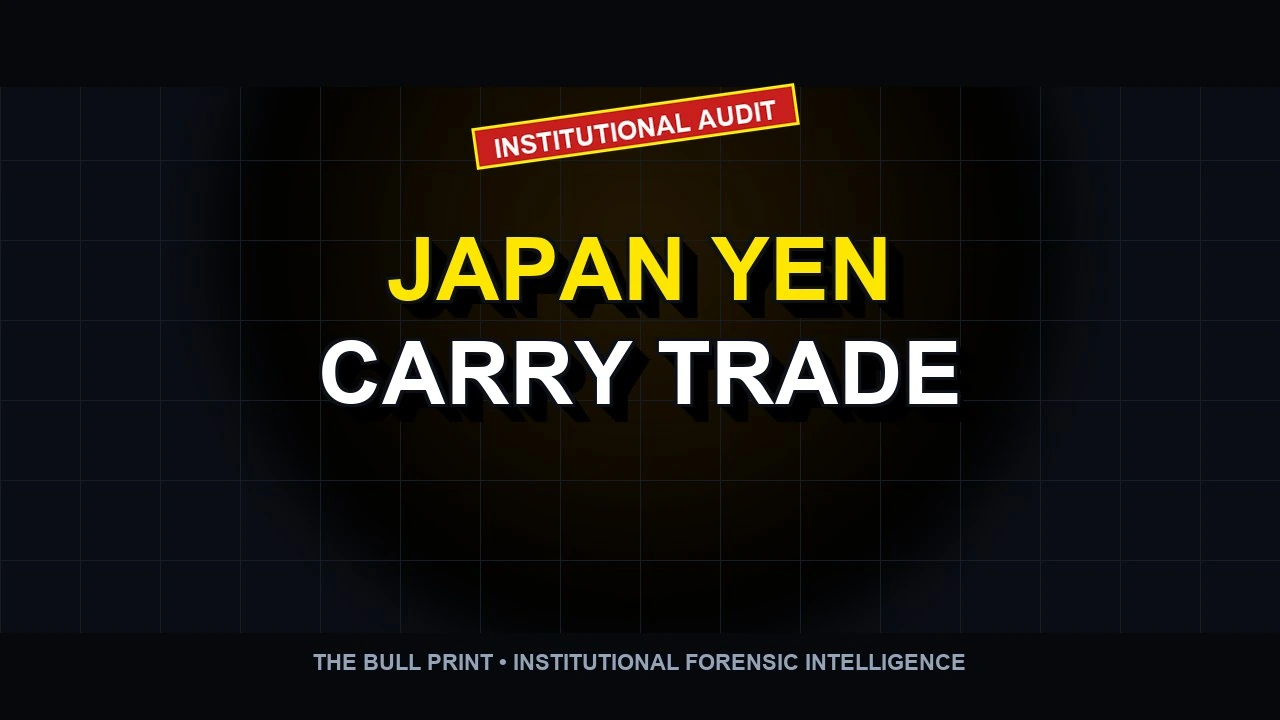 INSTITUTIONAL AUDIT
JAPAN YEN
CARRY TRADE
THE BULL PRINT • INSTITUTIONAL FORENSIC INTELLIGENCE